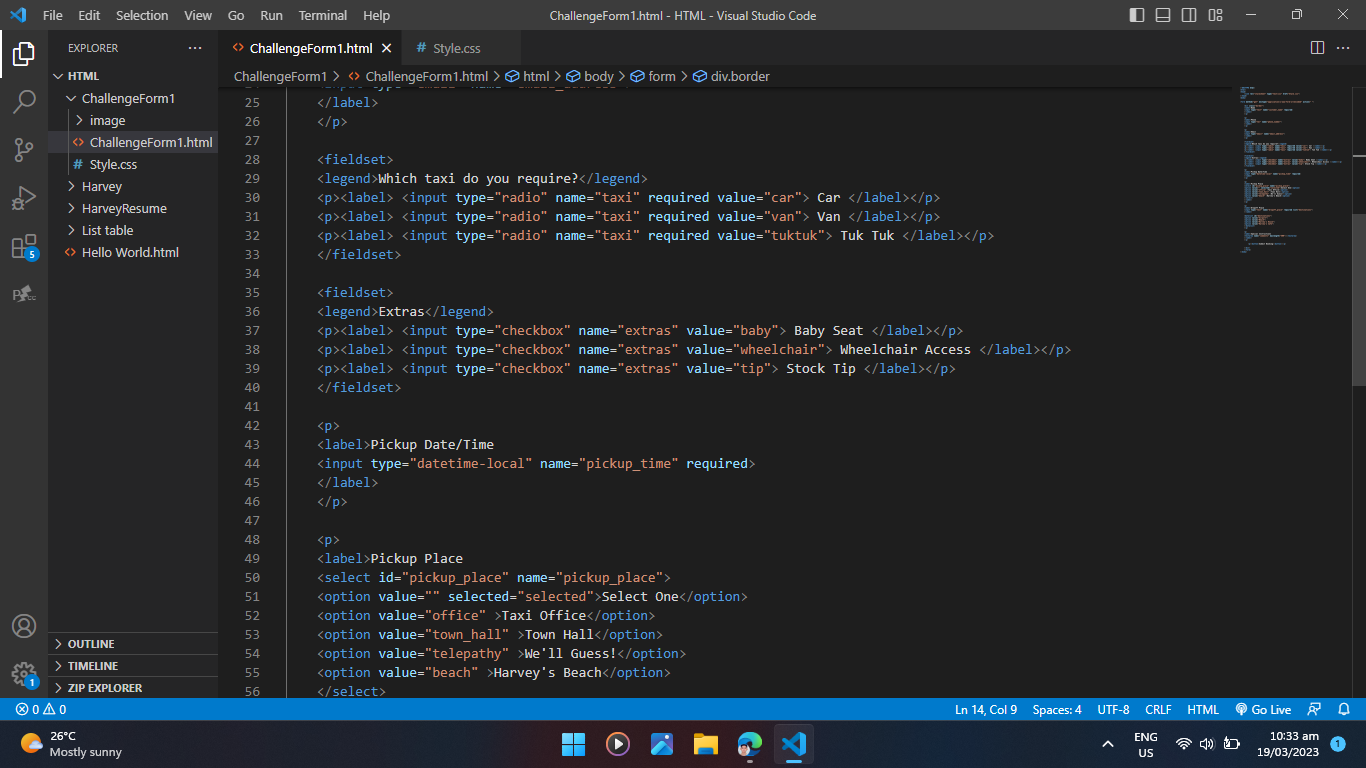 File Edit Selection View Go Run Terminal Help
ChallengeForm1.html - HTML - Visual Studio Code
EXPLORER
HTML
ChallengeForm1
image
ChallengeForm1.html
Style.css
Harvey
HarveyResume
List table
Hello World.html
OUTLINE
TIMELINE
ZIP EXPLORER
5
1
ChallengeForm1.html
Style.css
ChallengeForm1 > ChallengeForm1.html > html > body > form > div.border
25 </label>
26 </p>
27
28 <fieldset>
29 <legend>Which taxi do you require?</legend>
30 <p><label> <input type="radio" name="taxi" required value="car"> Car </label></p>
31 <p><label> <input type="radio" name="taxi" required value="van"> Van </label></p>
32 <p><label> <input type="radio" name="taxi" required value="tuktuk"> Tuk Tuk </label></p>
33 </fieldset>
34
35 <fieldset>
36 <legend>Extras</legend>
37 <p><label> <input type="checkbox" name="extras" value="baby"> Baby Seat </label></p>
38 <p><label> <input type="checkbox" name="extras" value="wheelchair"> Wheelchair Access </label></p>
39 <p><label> <input type="checkbox" name="extras" value="tip"> Stock Tip </label></p>
40 </fieldset>
41
42 <p>
43 <label>Pickup Date/Time
44 <input type="datetime-local" name="pickup_time" required>
45 </label>
46 </p>
47
48 <p>
49 <label>Pickup Place
50 <select id="pickup_place" name="pickup_place">
51 <option value="" selected="selected">Select One</option>
52 <option value="office" >Taxi Office</option>
53 <option value="town_hall" >Town Hall</option>
54 <option value="telepathy" >We'll Guess!</option>
55 <option value="beach" >Harvey's Beach</option>
56 </select>
0 0
Ln 14, Col 9 Spaces: 4 UTF-8 CRLF HTML Go Live
26°C
Mostly sunny
ENG
US
10:33 am
19/03/2023
1